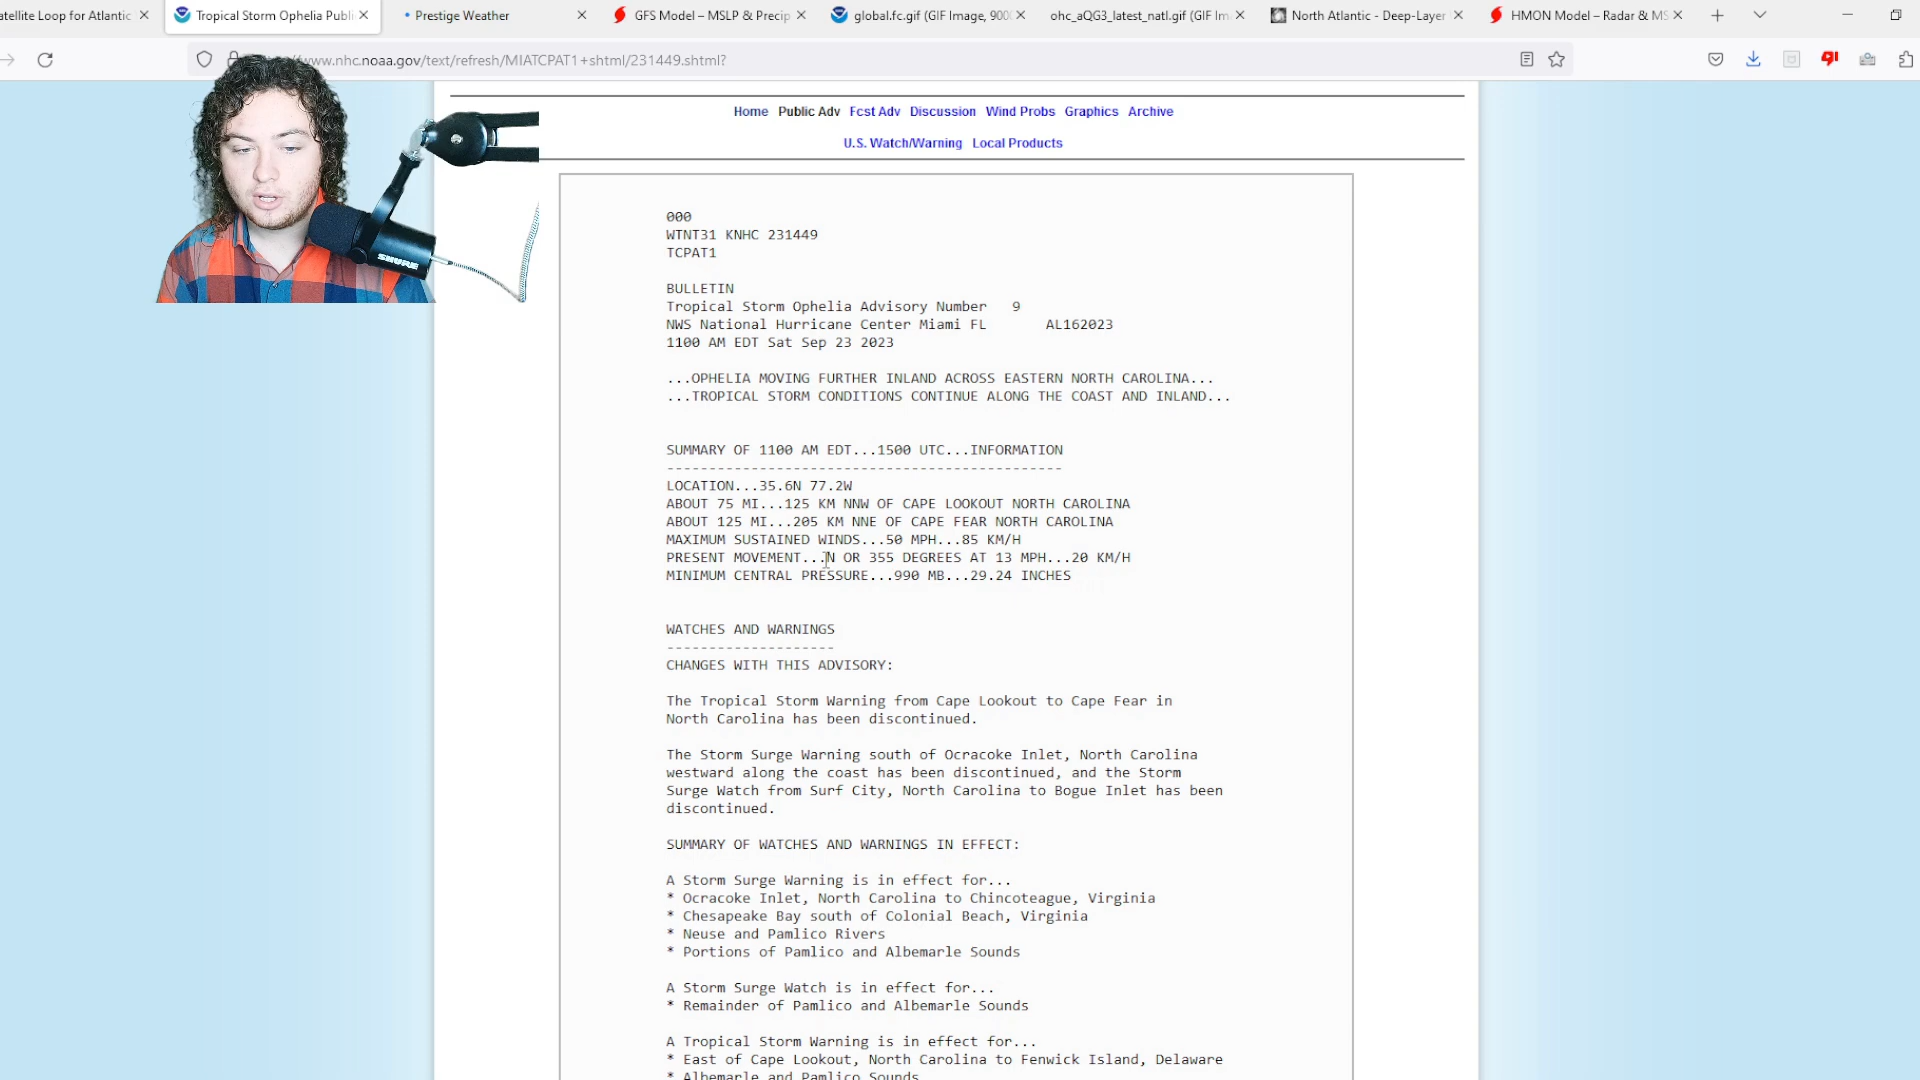 atellite Loop for Atlantic
Tropical Storm Ophelia Publi
Prestige Weather
GFS Model – MSLP & Precip
global.fc.gif (GIF Image, 900
ohc_aQG3_latest_natl.gif (GIF Im
North Atlantic - Deep-Layer
HMON Model – Radar & MS
www.nhc.noaa.gov/text/refresh/MIATCPAT1+shtml/231449.shtml?
Home Public Adv Fcst Adv Discussion Wind Probs Graphics Archive
U.S. Watch/Warning Local Products
000
WTNT31 KNHC 231449
TCPAT1
BULLETIN
Tropical Storm Ophelia Advisory Number 9
NWS National Hurricane Center Miami FL AL162023
1100 AM EDT Sat Sep 23 2023
...OPHELIA MOVING FURTHER INLAND ACROSS EASTERN NORTH CAROLINA...
...TROPICAL STORM CONDITIONS CONTINUE ALONG THE COAST AND INLAND...
SUMMARY OF 1100 AM EDT...1500 UTC...INFORMATION
-----------------------------------------------
LOCATION...35.6N 77.2W
ABOUT 75 MI...125 KM NNW OF CAPE LOOKOUT NORTH CAROLINA
ABOUT 125 MI...205 KM NNE OF CAPE FEAR NORTH CAROLINA
MAXIMUM SUSTAINED WINDS...50 MPH...85 KM/H
PRESENT MOVEMENT...N OR 355 DEGREES AT 13 MPH...20 KM/H
MINIMUM CENTRAL PRESSURE...990 MB...29.24 INCHES
WATCHES AND WARNINGS
--------------------
CHANGES WITH THIS ADVISORY:
The Tropical Storm Warning from Cape Lookout to Cape Fear in
North Carolina has been discontinued.
The Storm Surge Warning south of Ocracoke Inlet, North Carolina
westward along the coast has been discontinued, and the Storm
Surge Watch from Surf City, North Carolina to Bogue Inlet has been
discontinued.
SUMMARY OF WATCHES AND WARNINGS IN EFFECT:
A Storm Surge Warning is in effect for...
* Ocracoke Inlet, North Carolina to Chincoteague, Virginia
* Chesapeake Bay south of Colonial Beach, Virginia
* Neuse and Pamlico Rivers
* Portions of Pamlico and Albemarle Sounds
A Storm Surge Watch is in effect for...
* Remainder of Pamlico and Albemarle Sounds
A Tropical Storm Warning is in effect for...
* East of Cape Lookout, North Carolina to Fenwick Island, Delaware
* Albemarle and Pamlico Sounds
SHURE